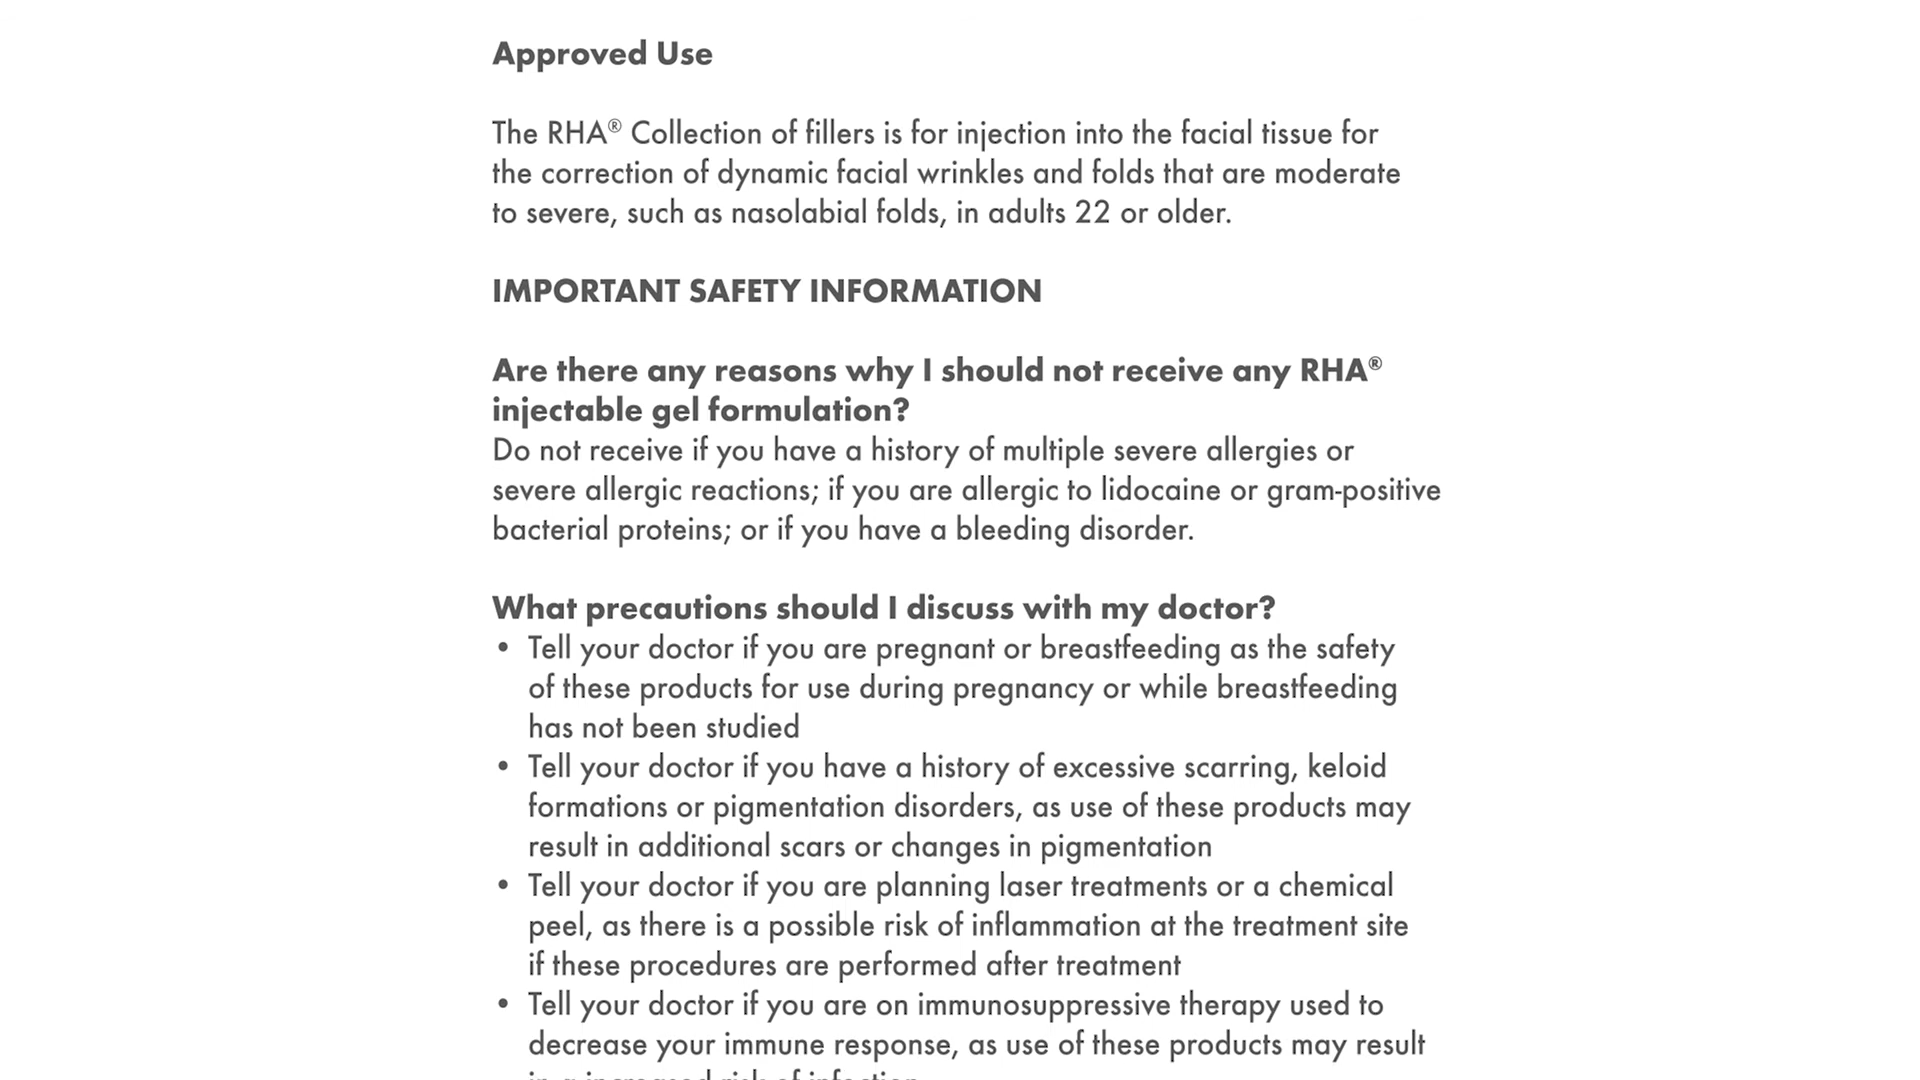 Approved Use
The RHA® Collection of fillers is for injection into the facial tissue for
the correction of dynamic facial wrinkles and folds that are moderate
to severe, such as nasolabial folds, in adults 22 or older.
IMPORTANT SAFETY INFORMATION
Are there any reasons why I should not receive any RHA®
injectable gel formulation?
Do not receive if you have a history of multiple severe allergies or
severe allergic reactions; if you are allergic to lidocaine or gram-positive
bacterial proteins; or if you have a bleeding disorder.
What precautions should I discuss with my doctor?
• Tell your doctor if you are pregnant or breastfeeding as the safety
of these products for use during pregnancy or while breastfeeding
has not been studied
• Tell your doctor if you have a history of excessive scarring, keloid
formations or pigmentation disorders, as use of these products may
result in additional scars or changes in pigmentation
• Tell your doctor if you are planning laser treatments or a chemical
peel, as there is a possible risk of inflammation at the treatment site
if these procedures are performed after treatment
• Tell your doctor if you are on immunosuppressive therapy used to
decrease your immune response, as use of these products may result
in a increased risk of infection